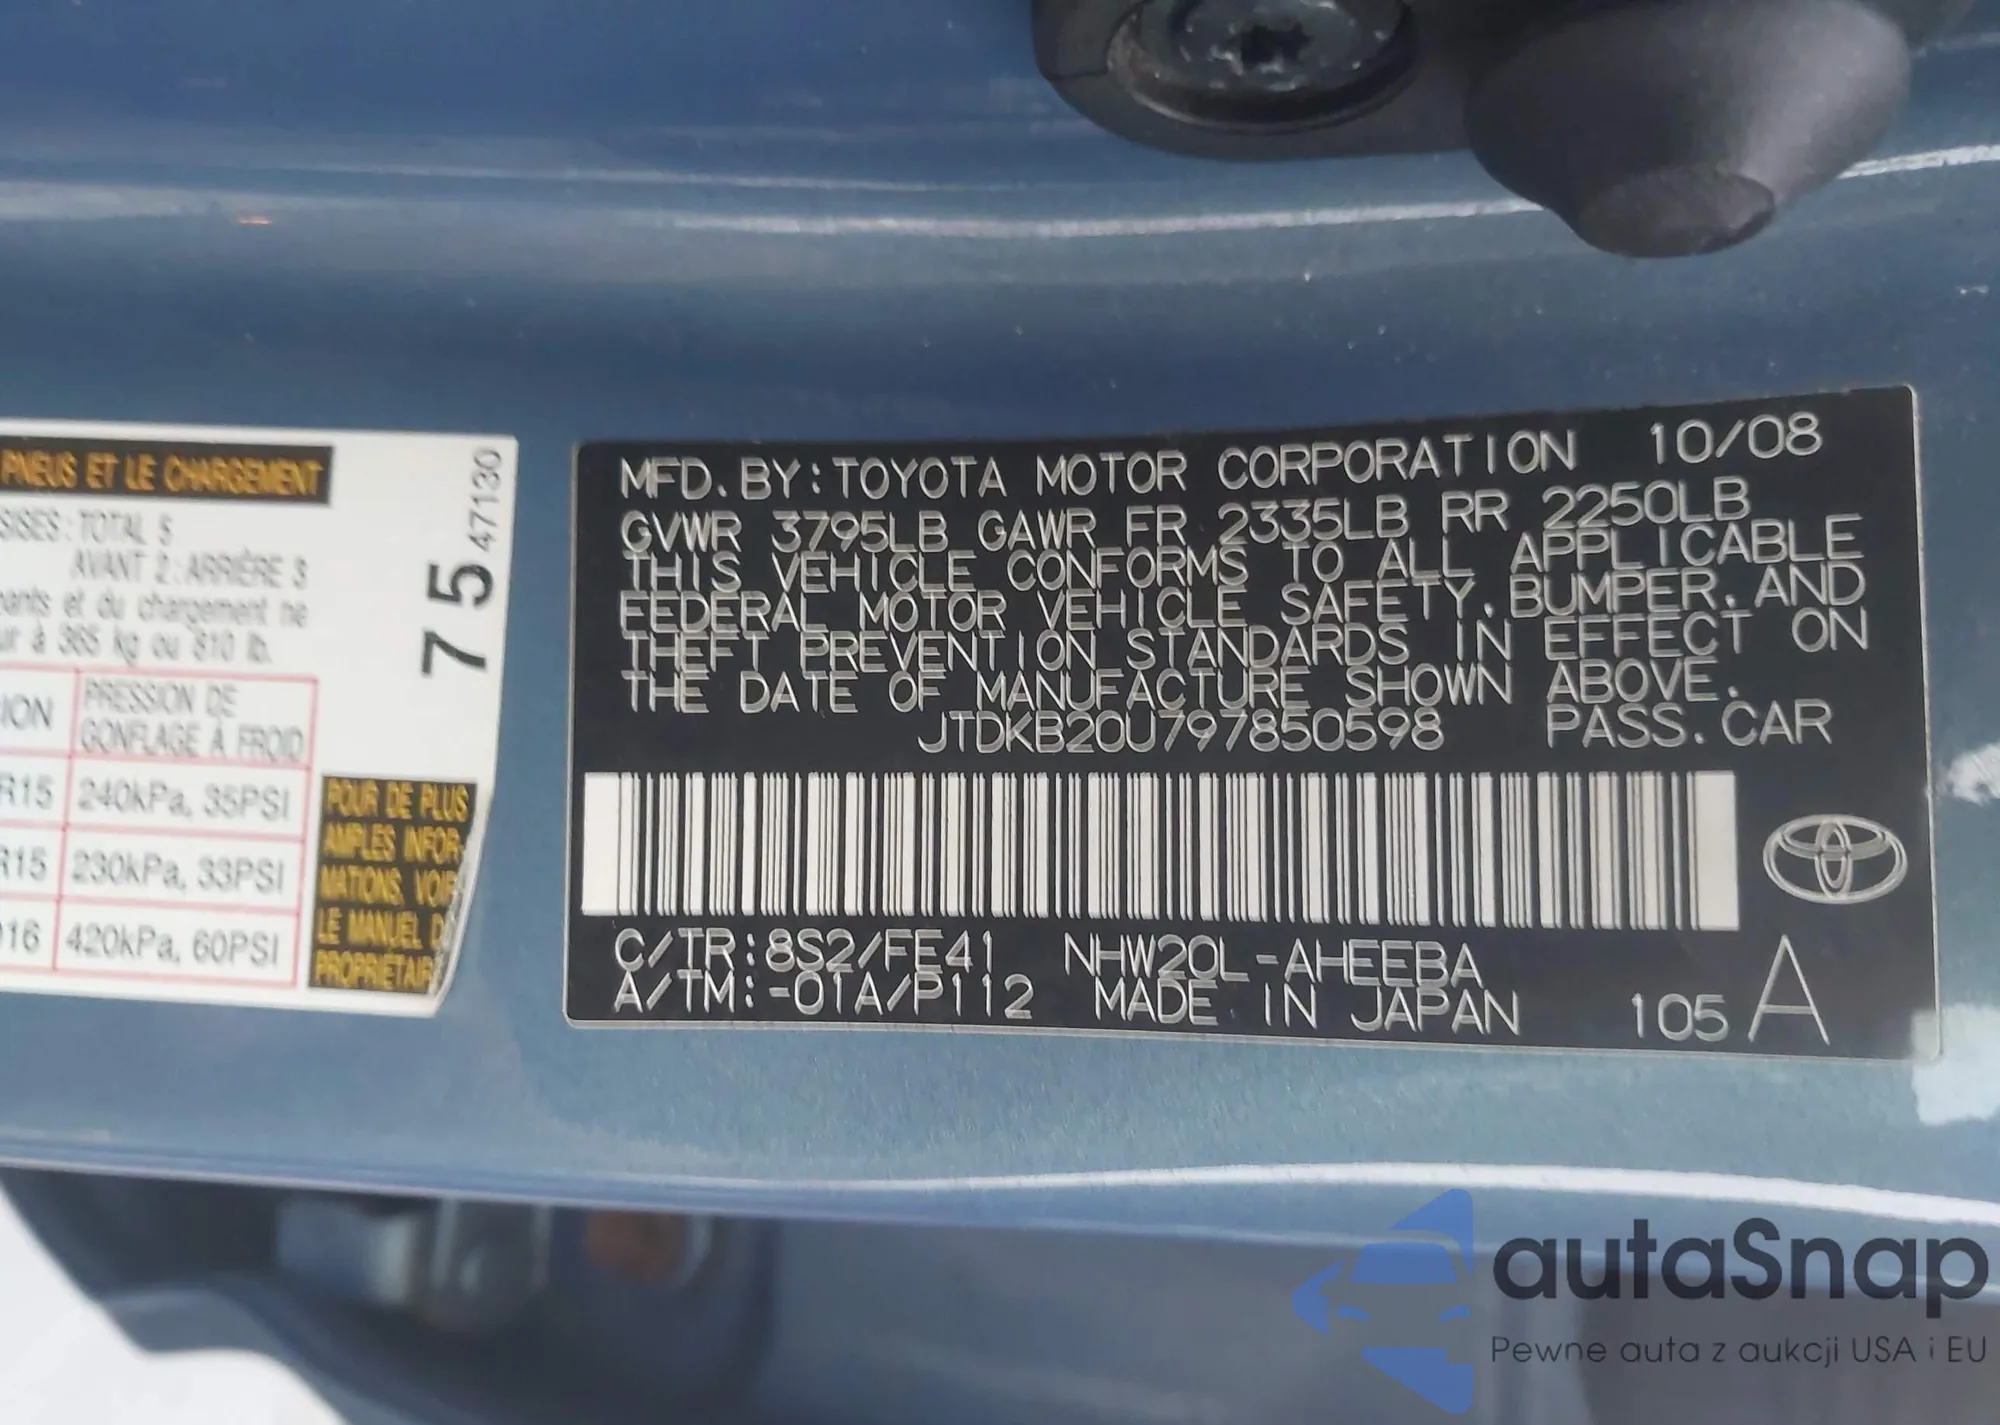 PNEUS ET LE CHARGEMENT
TOTAL 5
AVANT 2 : ARRIÈRE 3
et du chargement ne
à 365 kg ou 810 lb.
PRESSION DE
GONFLAGE À FROID
R15 240kPa, 35PSI
R15 230kPa, 33PSI
420kPa, 60PSI
POUR DE PLUS
AMPLES INFOR-
MATIONS, VOIR
LE MANUEL
75
47130
MFD. BY: TOYOTA MOTOR CORPORATION 10/08
GVWR 3795LB GAWR FR 2335LB RR 2250LB
THIS VEHICLE CONFORMS TO ALL APPLICABLE
FEDERAL MOTOR VEHICLE SAFETY, BUMPER, AND
THEFT PREVENTION STANDARDS IN EFFECT ON
THE DATE OF MANUFACTURE SHOWN ABOVE.
JTDKB20U797850598 PASS. CAR
C/TR: 8S2/FE41 NHW20L-AHEEBA
A/TM: -01A/P112 MADE IN JAPAN 105 A
autaSnap
Pewne auta z aukcji USA i EU